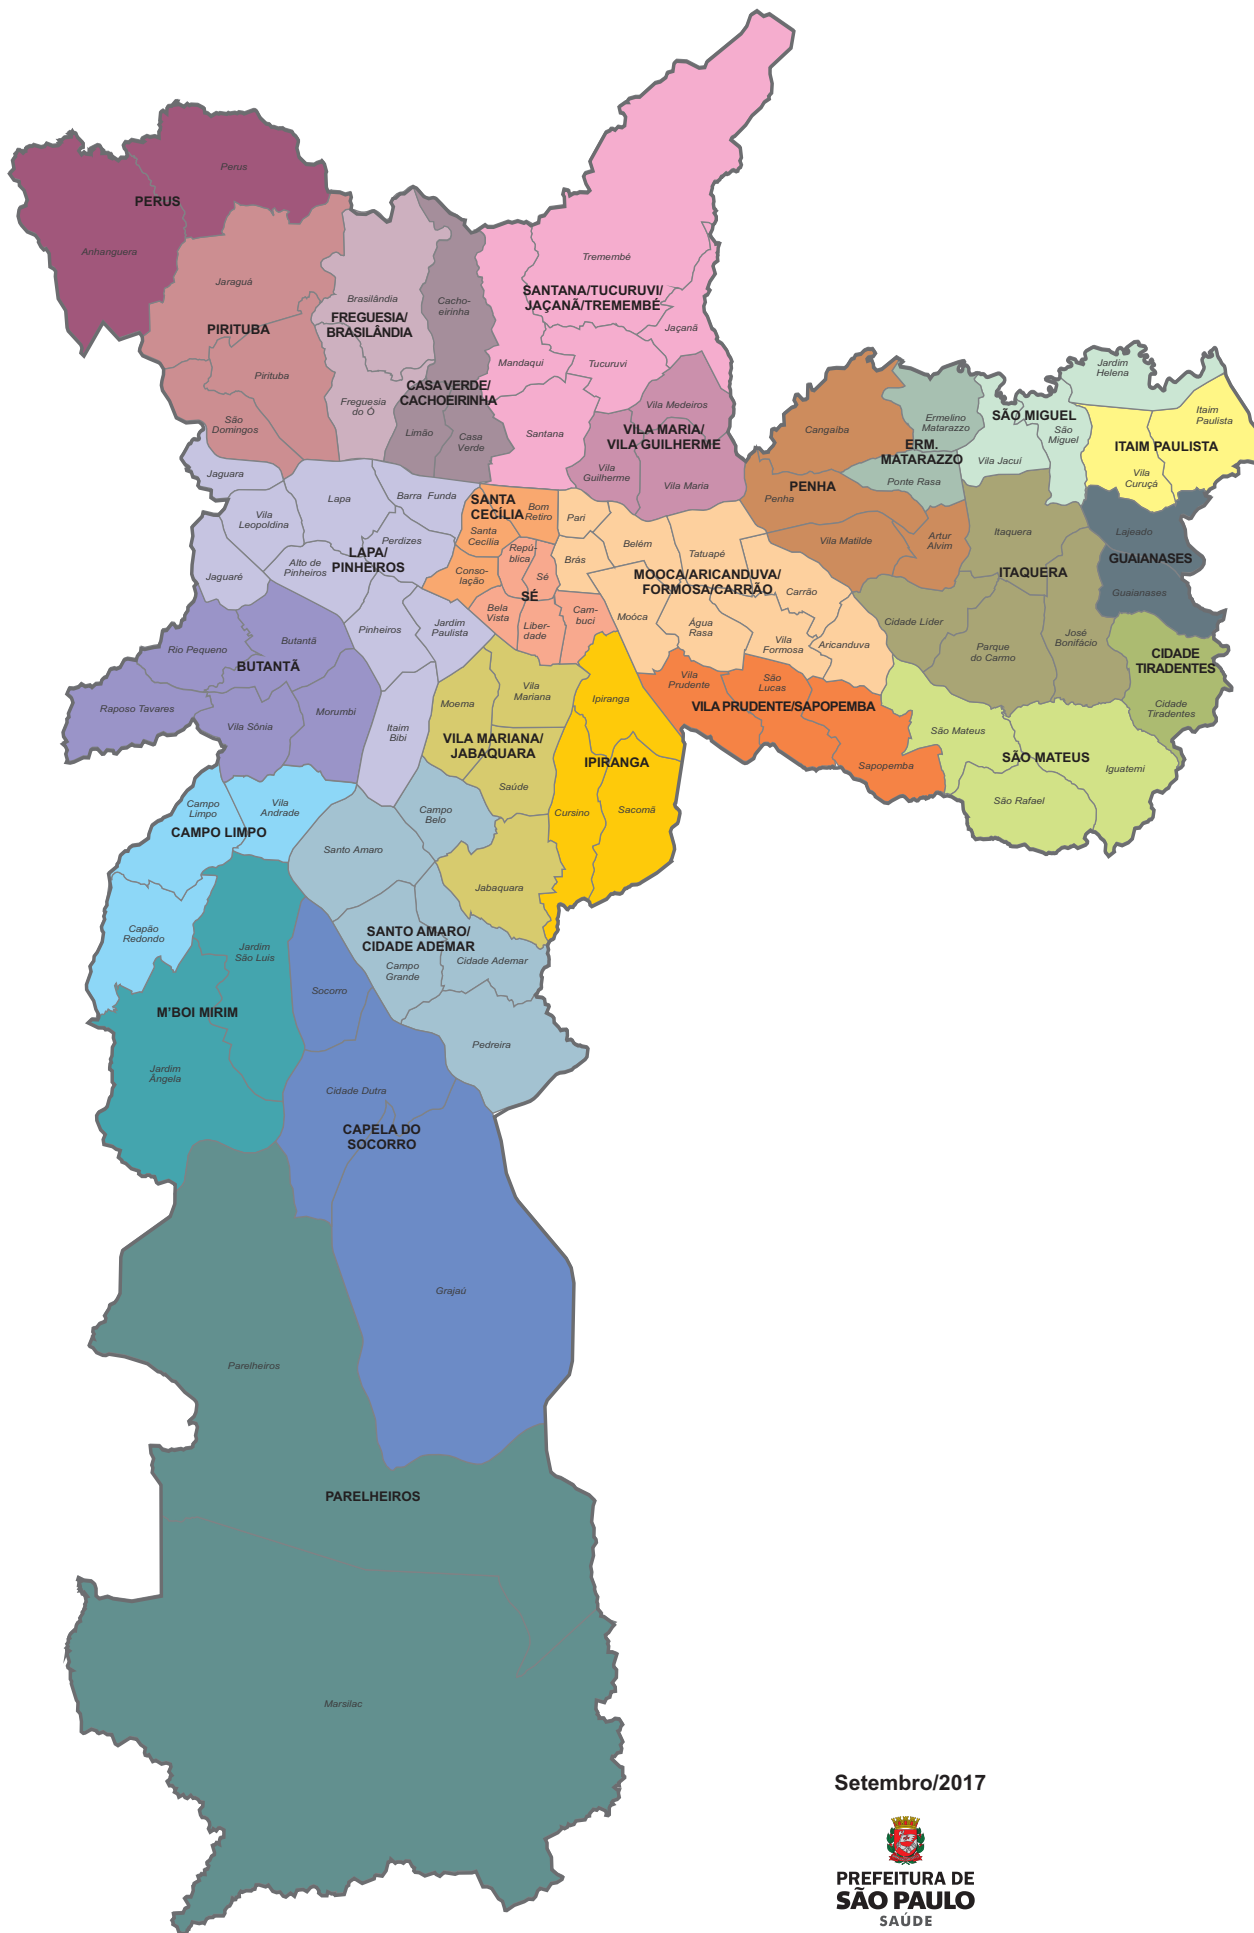 Perus
PERUS
Anhanguera
Jaraguá
PIRITUBA
Pirituba
São
Domingos
Brasilândia
FREGUESIA/
BRASILÂNDIA
Freguesia
do Ó
Cacho-
eirinha
CASA VERDE/
CACHOEIRINHA
Limão
Casa
Verde
Tremembé
SANTANA/TUCURUVI/
JAÇANÃ/TREMEMBÉ
Jaçanã
Mandaqui
Tucuruvi
Santana
Vila Medeiros
VILA MARIA/
VILA GUILHERME
Vila
Guilherme
Vila Maria
Cangaiba
PENHA
Penha
Vila Matilde
Artur
Alvim
Ermelino
Matarazzo
ERM.
MATARAZZO
Ponte Rasa
Jardim
Helena
SÃO MIGUEL
São
Miguel
Vila Jacuí
Itaim
Paulista
ITAIM PAULISTA
Vila
Curuçá
Lajeado
GUAIANASES
Guaianases
Itaquera
ITAQUERA
Cidade Líder
Parque
do Carmo
José
Bonifácio
CIDADE
TIRADENTES
Cidade
Tiradentes
Jaguara
Lapa
Barra Funda
Vila
Leopoldina
Perdizes
LAPA/
PINHEIROS
Jaguaré
Alto de
Pinheiros
Pinheiros
Jardim
Paulista
Itaim
Bibi
SANTA
CECÍLIA
Bom
Retiro
Santa
Cecília
Conso-
lação
Repú-
blica
Sé
SÉ
Bela
Vista
Liber-
dade
Cam-
buci
Pari
Brás
Belém
Tatuapé
MOOCA/ARICANDUVA/
FORMOSA/CARRÃO
Carrão
Moóca
Água
Rasa
Vila
Formosa
Aricanduva
Butantã
Rio Pequeno
BUTANTÃ
Raposo Tavares
Vila Sônia
Morumbi
Moema
Vila
Mariana
VILA MARIANA/
JABAQUARA
Saúde
Jabaquara
Ipiranga
IPIRANGA
Cursino
Sacomã
Vila
Prudente
São
Lucas
VILA PRUDENTE/SAPOPEMBA
Sapopemba
São Mateus
SÃO MATEUS
Iguatemi
São Rafael
Campo
Limpo
Vila
Andrade
CAMPO LIMPO
Capão
Redondo
Santo Amaro
Campo
Belo
SANTO AMARO/
CIDADE ADEMAR
Campo
Grande
Cidade Ademar
Pedreira
Jardim
São Luis
M'BOI MIRIM
Jardim
Ângela
Socorro
Cidade Dutra
CAPELA DO
SOCORRO
Grajaú
Parelheiros
PARELHEIROS
Marsilac
Setembro/2017
PREFEITURA DE
SÃO PAULO
SAÚDE